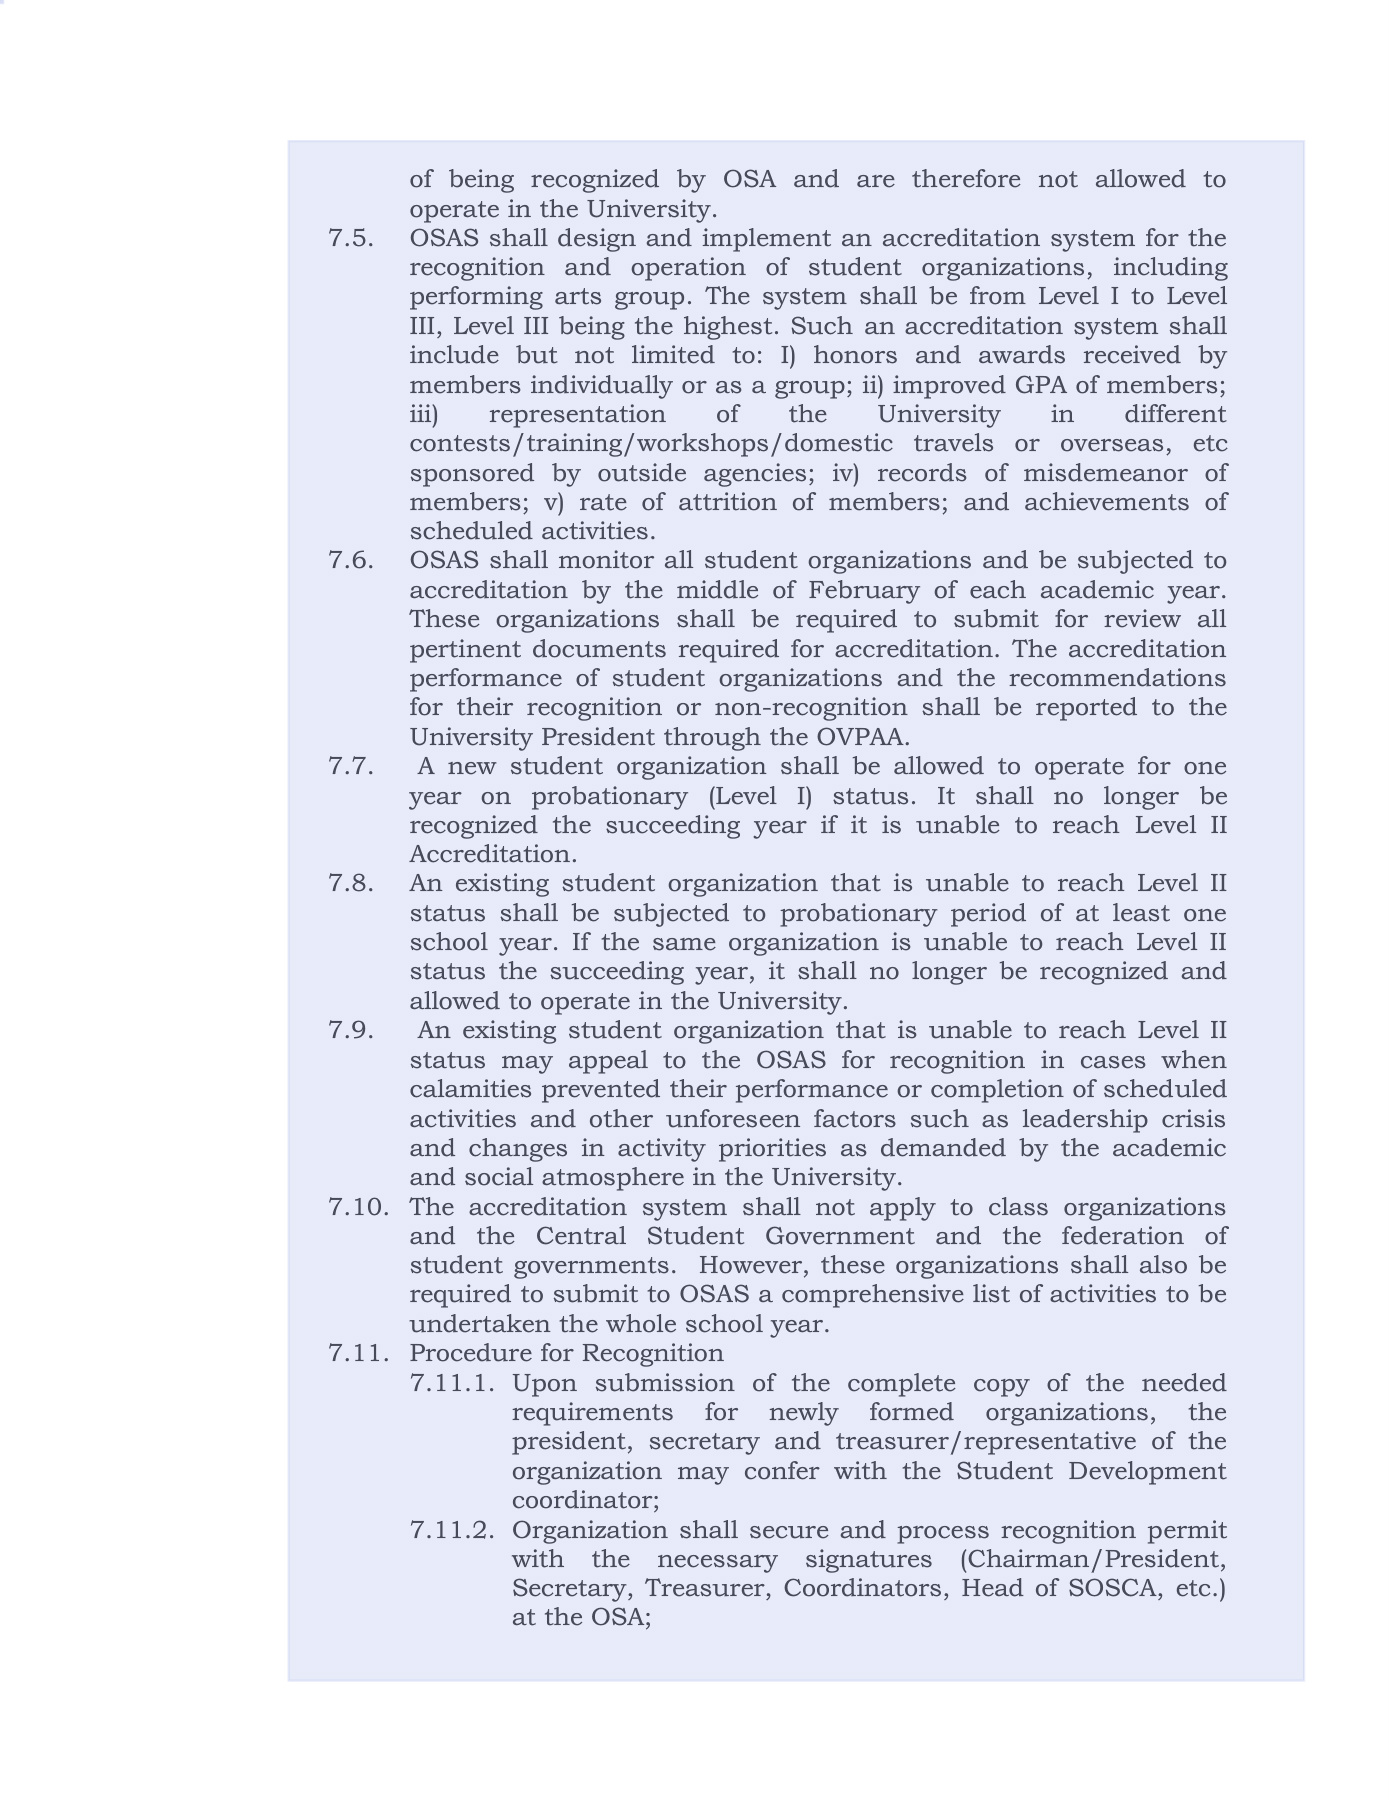 of being recognized by OSA and are therefore not allowed to
operate in the University.
7.5. OSAS shall design and implement an accreditation system for the
recognition and operation of student organizations, including
performing arts group. The system shall be from Level I to Level
III, Level III being the highest. Such an accreditation system shall
include but not limited to: I) honors and awards received by
members individually or as a group; ii) improved GPA of members;
iii) representation of the University in different
contests/training/workshops/domestic travels or overseas, etc
sponsored by outside agencies; iv) records of misdemeanor of
members; v) rate of attrition of members; and achievements of
scheduled activities.
7.6. OSAS shall monitor all student organizations and be subjected to
accreditation by the middle of February of each academic year.
These organizations shall be required to submit for review all
pertinent documents required for accreditation. The accreditation
performance of student organizations and the recommendations
for their recognition or non-recognition shall be reported to the
University President through the OVPAA.
7.7. A new student organization shall be allowed to operate for one
year on probationary (Level I) status. It shall no longer be
recognized the succeeding year if it is unable to reach Level II
Accreditation.
7.8. An existing student organization that is unable to reach Level II
status shall be subjected to probationary period of at least one
school year. If the same organization is unable to reach Level II
status the succeeding year, it shall no longer be recognized and
allowed to operate in the University.
7.9. An existing student organization that is unable to reach Level II
status may appeal to the OSAS for recognition in cases when
calamities prevented their performance or completion of scheduled
activities and other unforeseen factors such as leadership crisis
and changes in activity priorities as demanded by the academic
and social atmosphere in the University.
7.10. The accreditation system shall not apply to class organizations
and the Central Student Government and the federation of
student governments. However, these organizations shall also be
required to submit to OSAS a comprehensive list of activities to be
undertaken the whole school year.
7.11. Procedure for Recognition
7.11.1. Upon submission of the complete copy of the needed
requirements for newly formed organizations, the
president, secretary and treasurer/representative of the
organization may confer with the Student Development
coordinator;
7.11.2. Organization shall secure and process recognition permit
with the necessary signatures (Chairman/President,
Secretary, Treasurer, Coordinators, Head of SOSCA, etc.)
at the OSA;